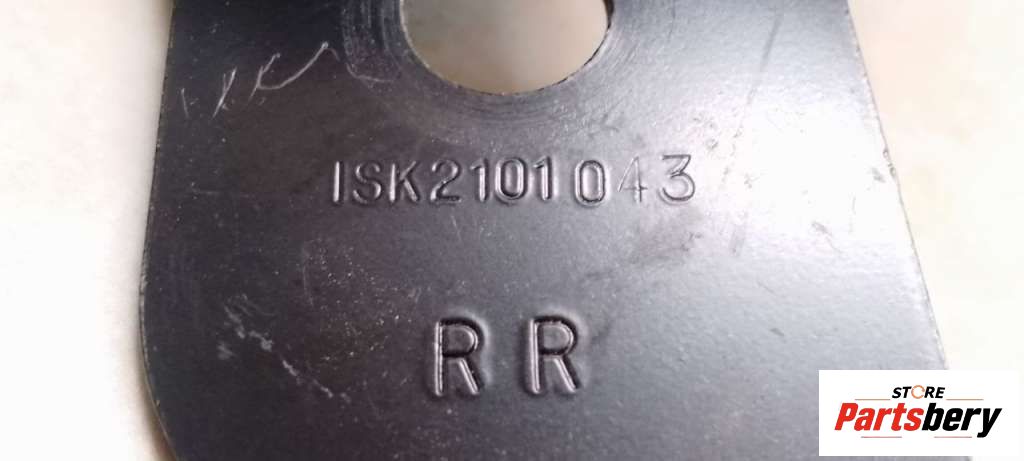 ISK2101043
RR
STORE
Partsbery